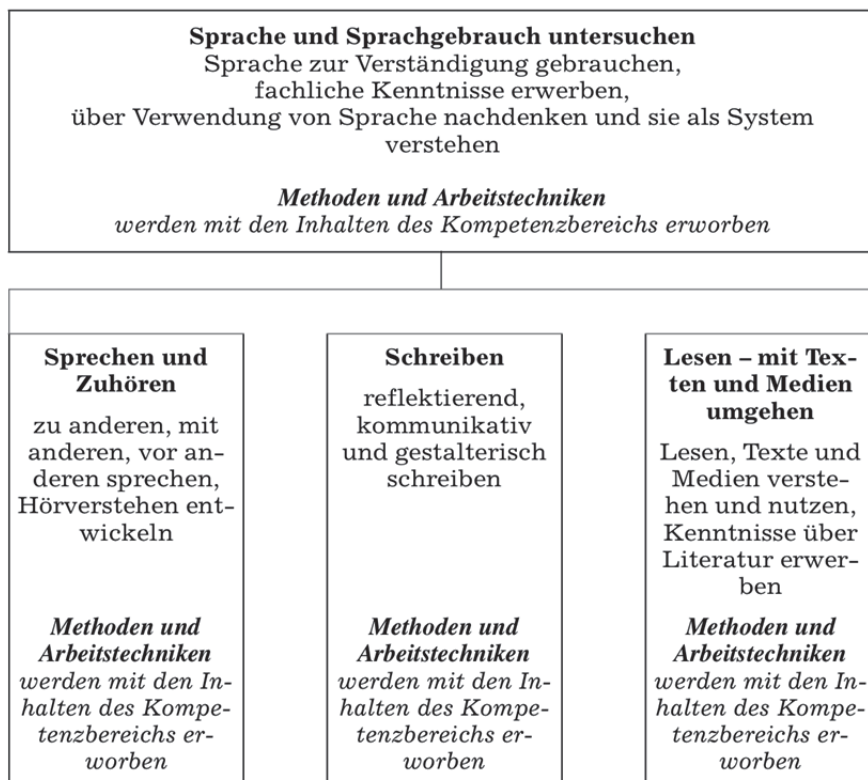 Sprache und Sprachgebrauch untersuchen
Sprache zur Verständigung gebrauchen,
fachliche Kenntnisse erwerben,
über Verwendung von Sprache nachdenken und sie als System
verstehen
Methoden und Arbeitstechniken
werden mit den Inhalten des Kompetenzbereichs erworben
Sprechen und
Zuhören
zu anderen, mit
anderen, vor an-
deren sprechen,
Hörverstehen ent-
wickeln
Methoden und
Arbeitstechniken
werden mit den In-
halten des Kompe-
tenzbereichs er-
worben
Schreiben
reflektierend,
kommunikativ
und gestalterisch
schreiben
Methoden und
Arbeitstechniken
werden mit den In-
halten des Kompe-
tenzbereichs er-
worben
Lesen – mit Tex-
ten und Medien
umgehen
Lesen, Texte und
Medien verste-
hen und nutzen,
Kenntnisse über
Literatur erwer-
ben
Methoden und
Arbeitstechniken
werden mit den In-
halten des Kompe-
tenzbereichs er-
worben